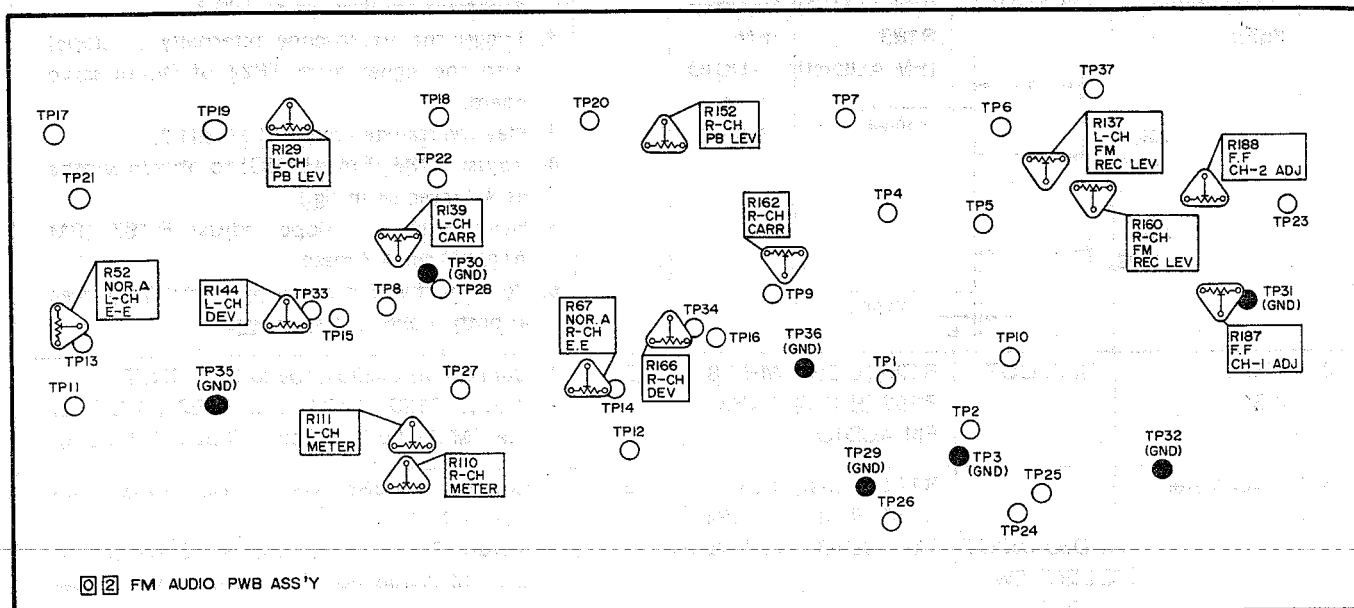 TP37
TP17
TP19
TP18
TP20
TP7
TP6
R129
L-CH
PB LEV
R152
R-CH
PB LEV
R137
L-CH
FM
REC LEV
R188
F.F
CH-2 ADJ
TP22
TP21
TP4
TP5
TP23
R139
L-CH
CARR
R162
R-CH
CARR
R160
R-CH
FM
REC LEV
R52
NOR.A
L-CH
E-E
R144
L-CH
DEV
TP33
TP15
TP8
TP30
(GND)
TP28
TP9
TP31
(GND)
R67
NOR.A
R-CH
E.E
TP34
TP16
TP36
(GND)
R187
F.F
CH-1 ADJ
TP13
TP10
TP11
TP35
(GND)
TP27
TP14
R166
R-CH
DEV
TP1
TP2
R111
L-CH
METER
TP12
R110
R-CH
METER
TP29
(GND)
TP3
(GND)
TP32
(GND)
TP25
TP26
TP24
02 FM AUDIO PWB ASS'Y